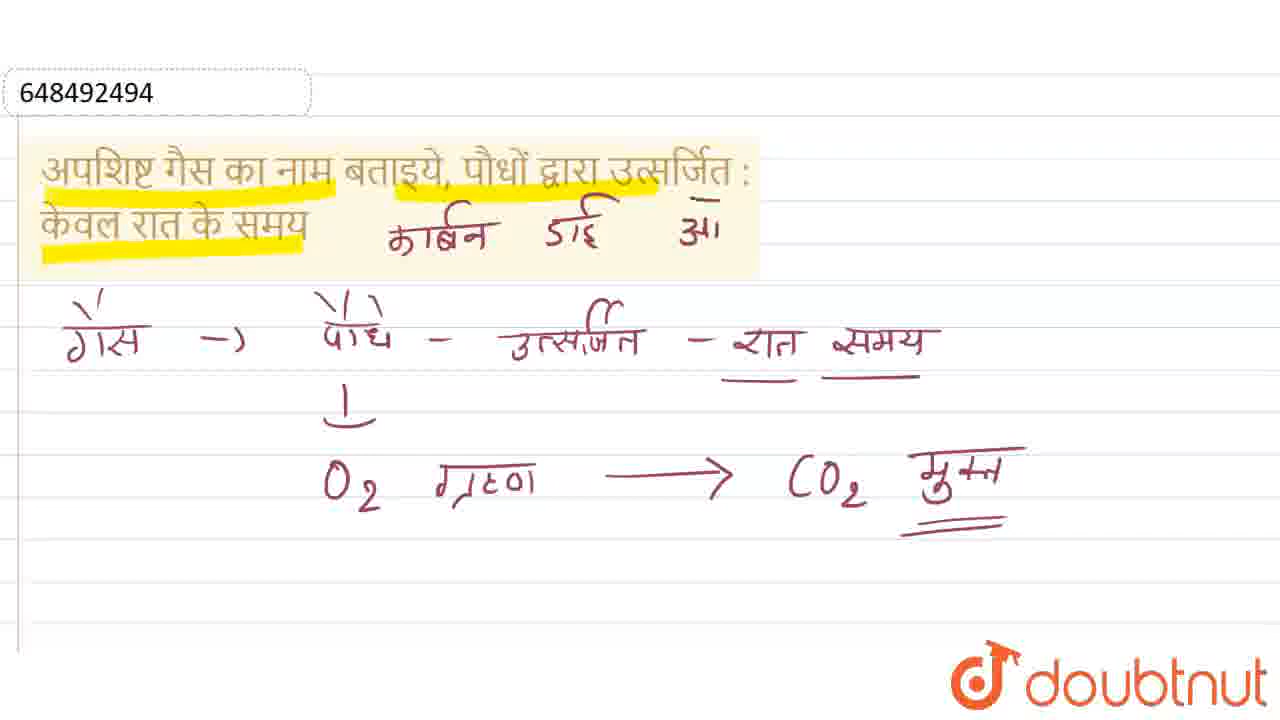 648492494
अपशिष्ट गैस का नाम बताइये, पौधों द्वारा उत्सर्जित :
केवल रात के समय
कार्बन डाई ऑ
गैस → पौधे - उत्सर्जित - रात समय
O2 ग्रहण → CO2 मुक्त
doubtnut